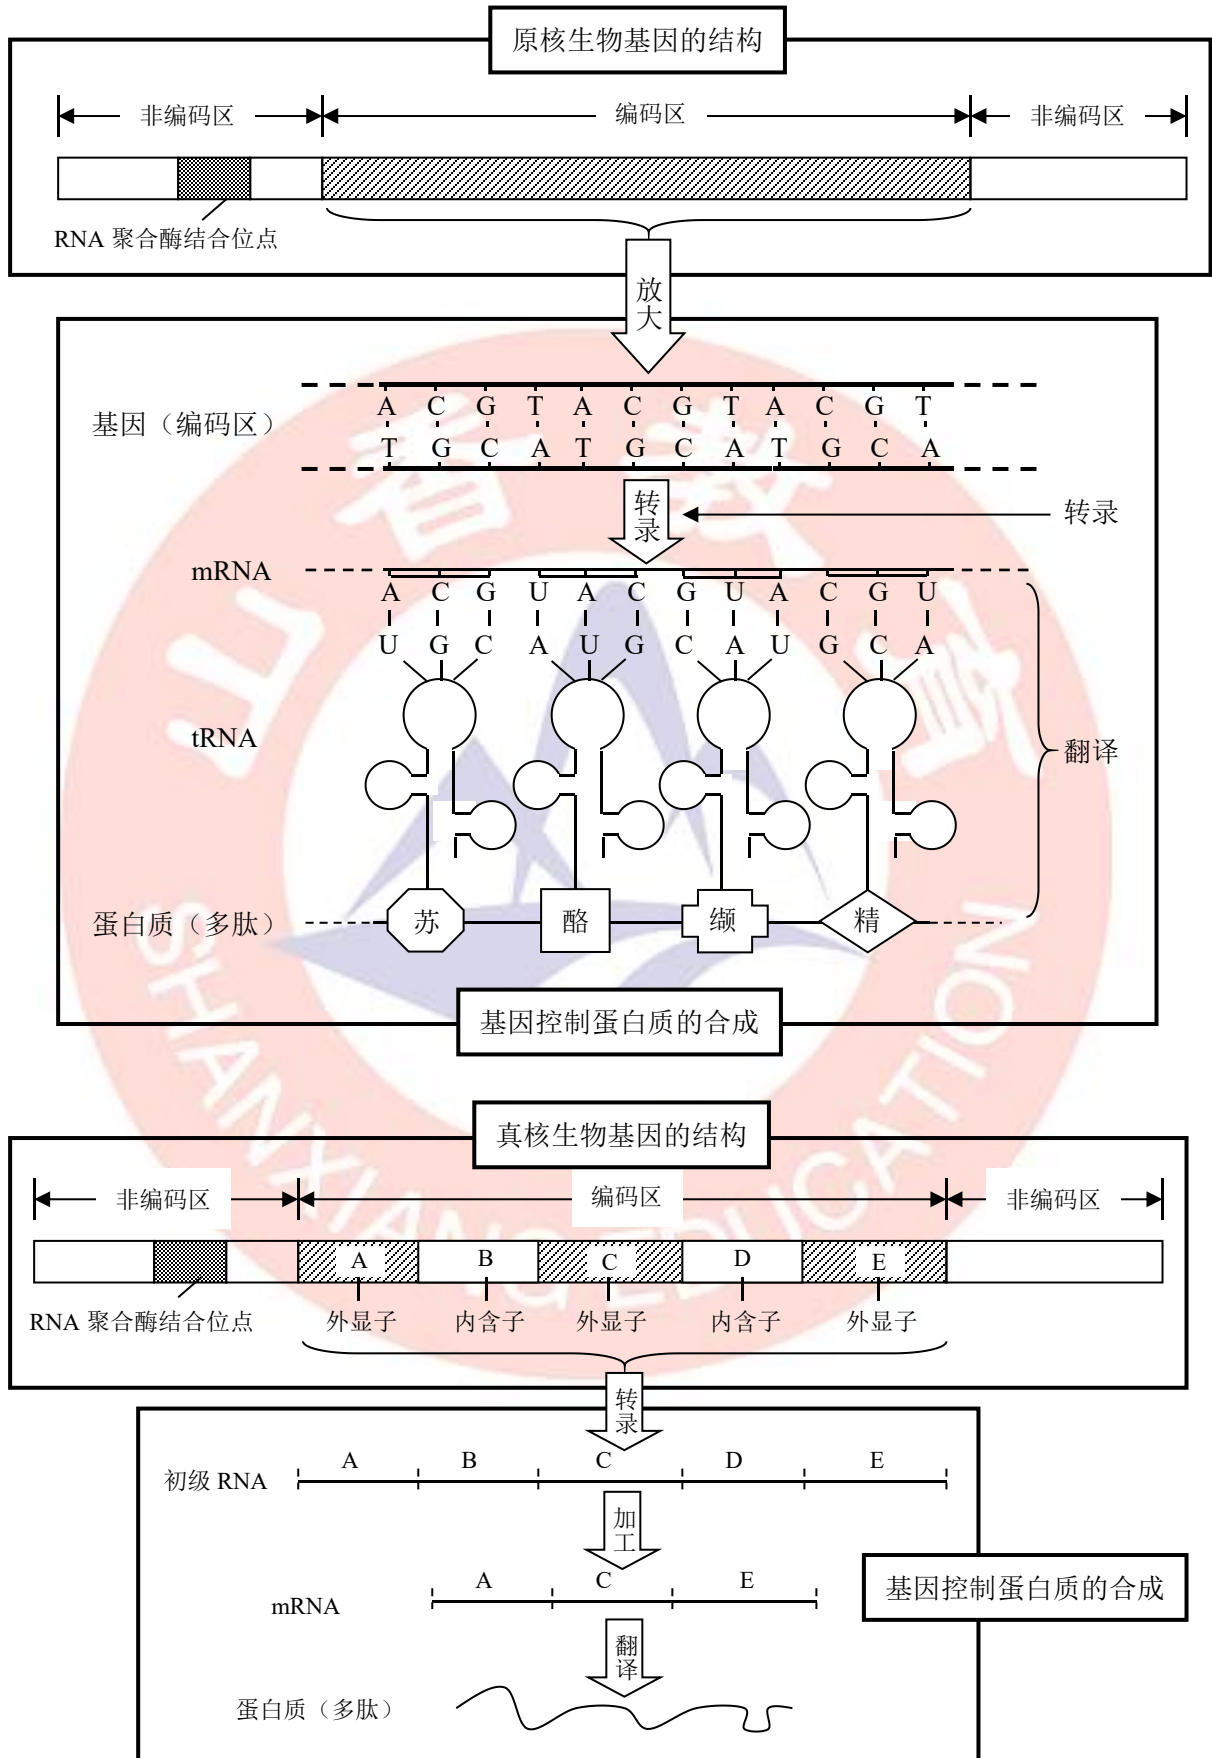 原核生物基因的结构
非编码区 编码区 非编码区
RNA 聚合酶结合位点
放大
基因（编码区）
A C G T A C G T A C G T
T G C A T G C A T G C A
转录
转录
mRNA
A C G U A C G U A C G U
U G C A U G C A U G C A
tRNA
翻译
蛋白质（多肽）
苏 酪 缬 精
基因控制蛋白质的合成
真核生物基因的结构
非编码区 编码区 非编码区
A B C D E
RNA 聚合酶结合位点 外显子 内含子 外显子 内含子 外显子
转录
初级 RNA
A B C D E
加工
mRNA
A C E
基因控制蛋白质的合成
翻译
蛋白质（多肽）
山香教育
SHANXIANG EDUCATION